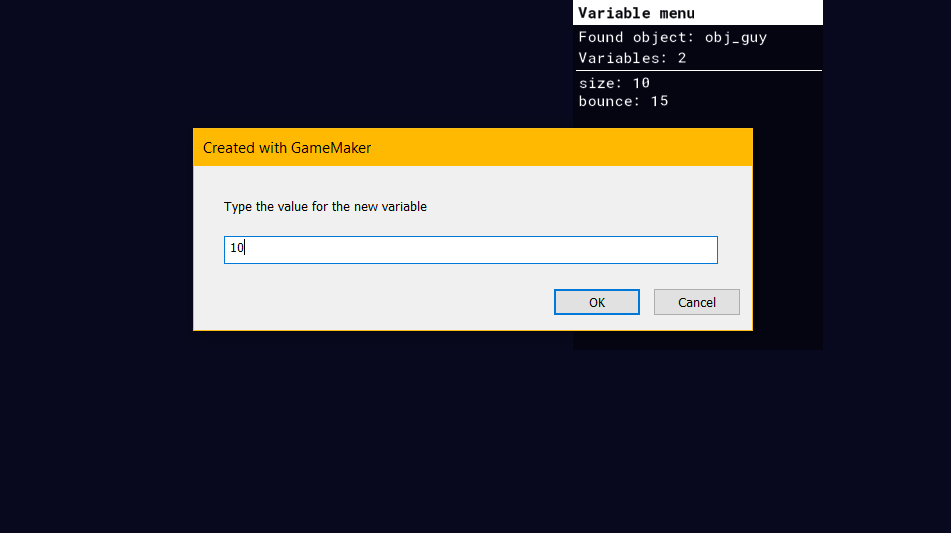 Variable menu
Found object: obj_guy
Variables: 2
size: 10
bounce: 15
Created with GameMaker
Type the value for the new variable
10
OK
Cancel